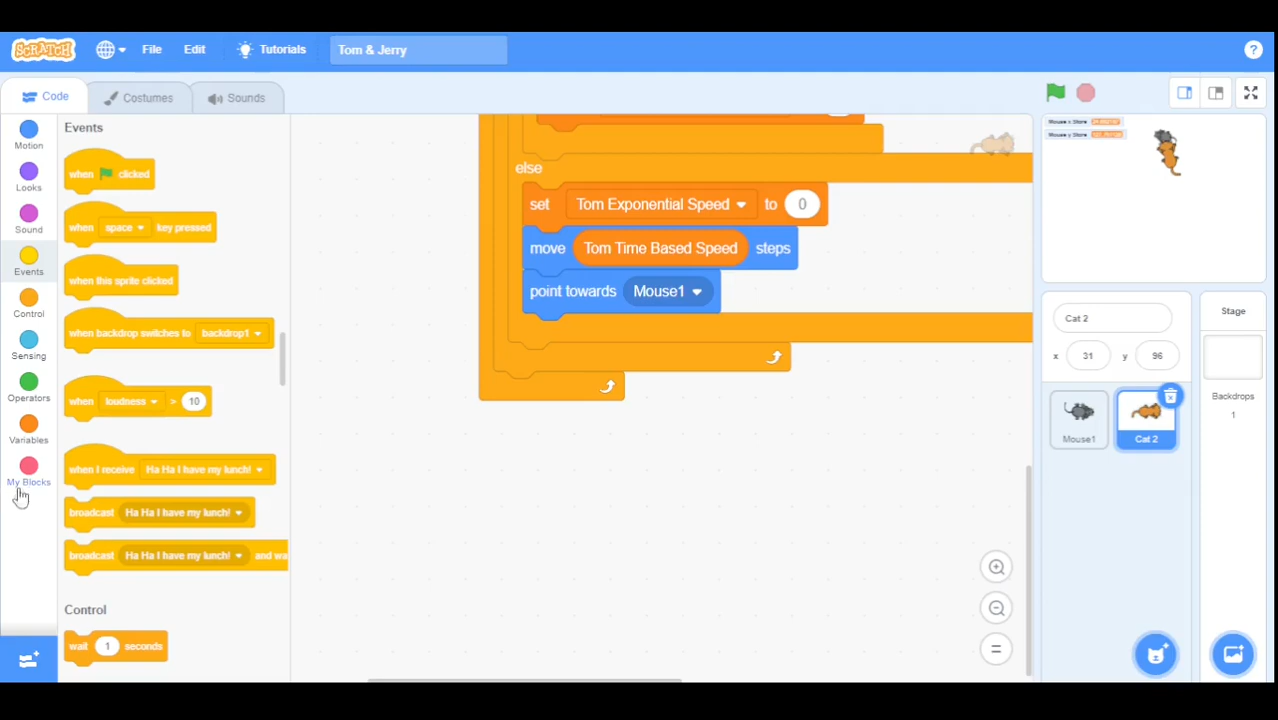 SCRATCH File Edit Tutorials Tom & Jerry ?
Code Costumes Sounds
Motion
Looks
Sound
Events
Control
Sensing
Operators
Variables
My Blocks
Events
when clicked
when space key pressed
when this sprite clicked
when backdrop switches to backdrop1
when loudness > 10
when I receive Ha Ha I have my lunch!
broadcast Ha Ha I have my lunch!
broadcast Ha Ha I have my lunch! and wa
Control
wait 1 seconds
else
set Tom Exponential Speed to 0
move Tom Time Based Speed steps
point towards Mouse1
Mouse x Store
Mouse y Store
Cat 2
x 31 y 96
Mouse1
Cat 2
Stage
Backdrops
1